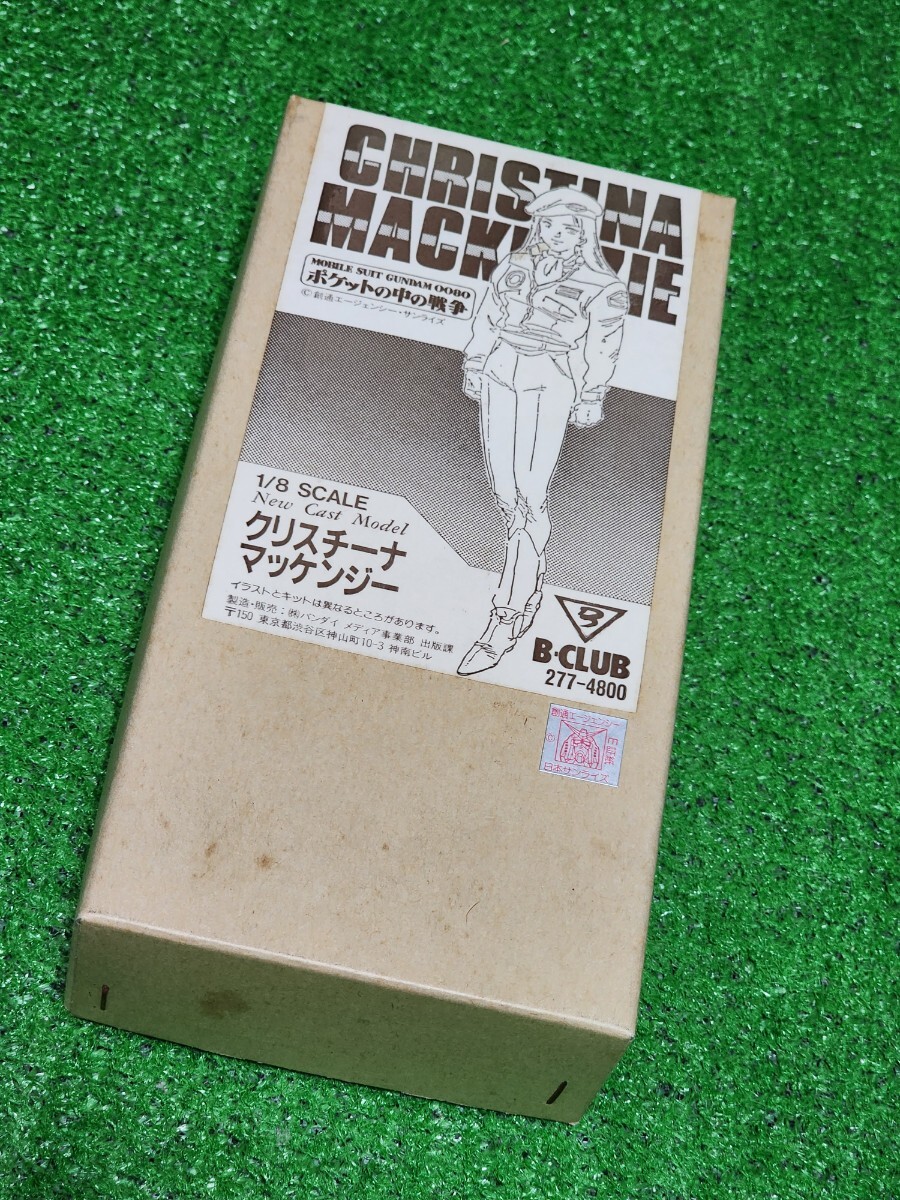 CHRISTINA
MACKENZIE
MOBILE SUIT GUNDAM 0080
ポケットの中の戦争
©創通エージェンシー・サンライズ
1/8 SCALE
New Cast Model
クリスチーナ
マッケンジー
イラストとキットは異なるところがあります。
製造・販売：㈱バンダイ メディア事業部 出版課
〒150 東京都渋谷区神山町10-3 神南ビル
B-CLUB
277-4800
創通エージェンシー
©
証紙
日本サンライズ